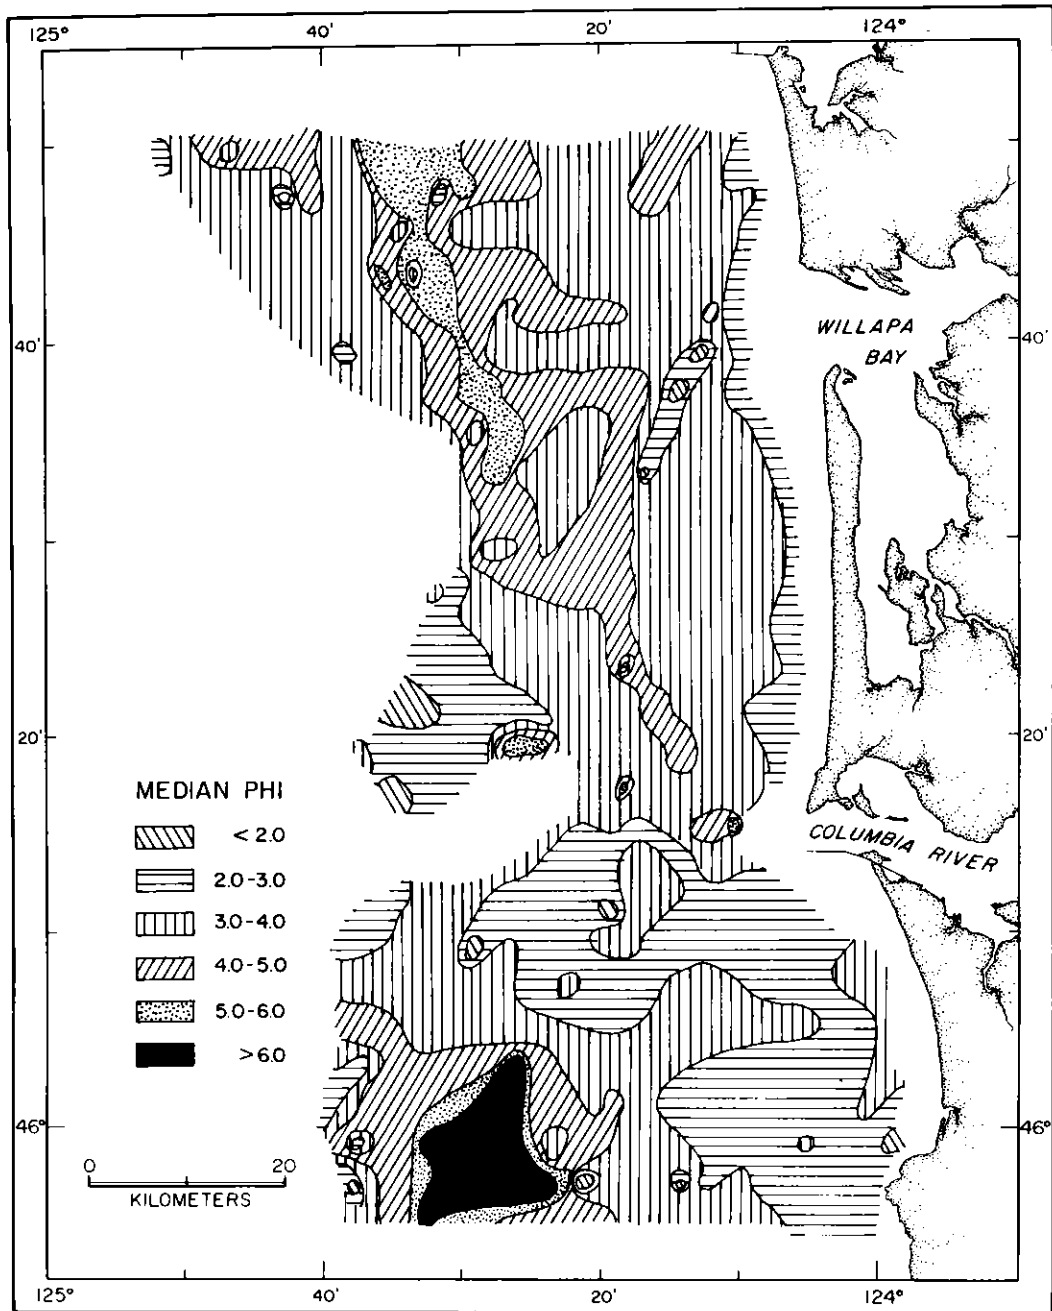 125° 40' 20' 124°
WILLAPA
BAY
40' 40'
20' 20'
MEDIAN PHI
< 2.0
2.0-3.0
3.0-4.0
4.0-5.0
5.0-6.0
>6.0
COLUMBIA RIVER
46° 46°
0 20
KILOMETERS
125° 40' 20' 124°